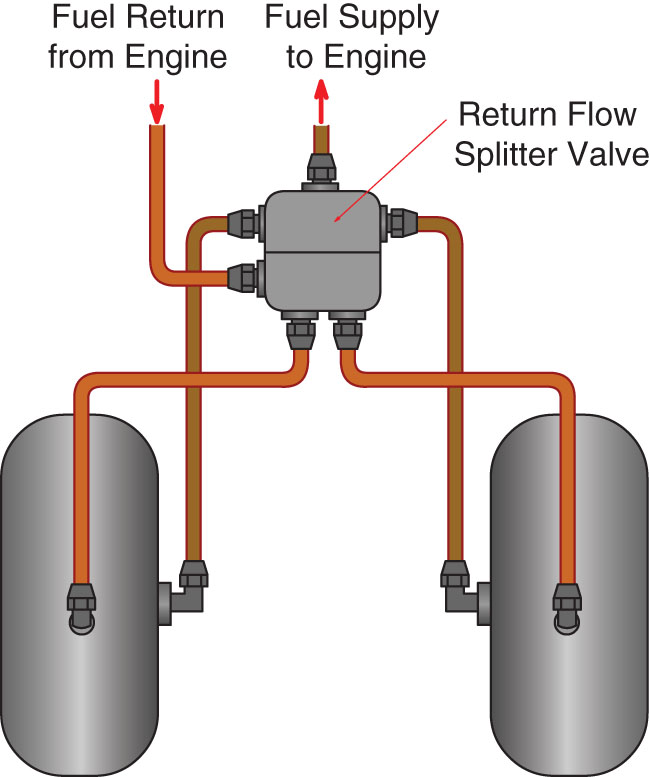 Fuel Return
from Engine
Fuel Supply
to Engine
Return Flow
Splitter Valve